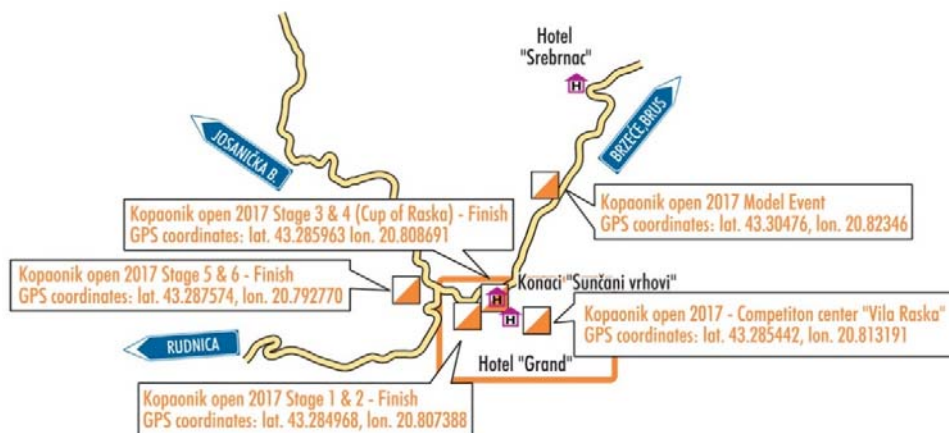 Hotel
"Srebrnac"
JOSANIČKA B.
BRZEĆE,BRUS
Kopaonik open 2017 Stage 3 & 4 (Cup of Raska) - Finish
GPS coordinates: lat. 43.285963 lon. 20.808691
Kopaonik open 2017 Model Event
GPS coordinates: lat. 43.30476, lon. 20.82346
Kopaonik open 2017 Stage 5 & 6 - Finish
GPS coordinates: lat. 43.287574, lon. 20.792770
Konaci "Sunčani vrhovi"
H
H
H
Kopaonik open 2017 - Competiton center "Vila Raska"
GPS coordinates: lat. 43.285442, lon. 20.813191
RUDNICA
Hotel "Grand"
Kopaonik open 2017 Stage 1 & 2 - Finish
GPS coordinates: lat. 43.284968, lon. 20.807388